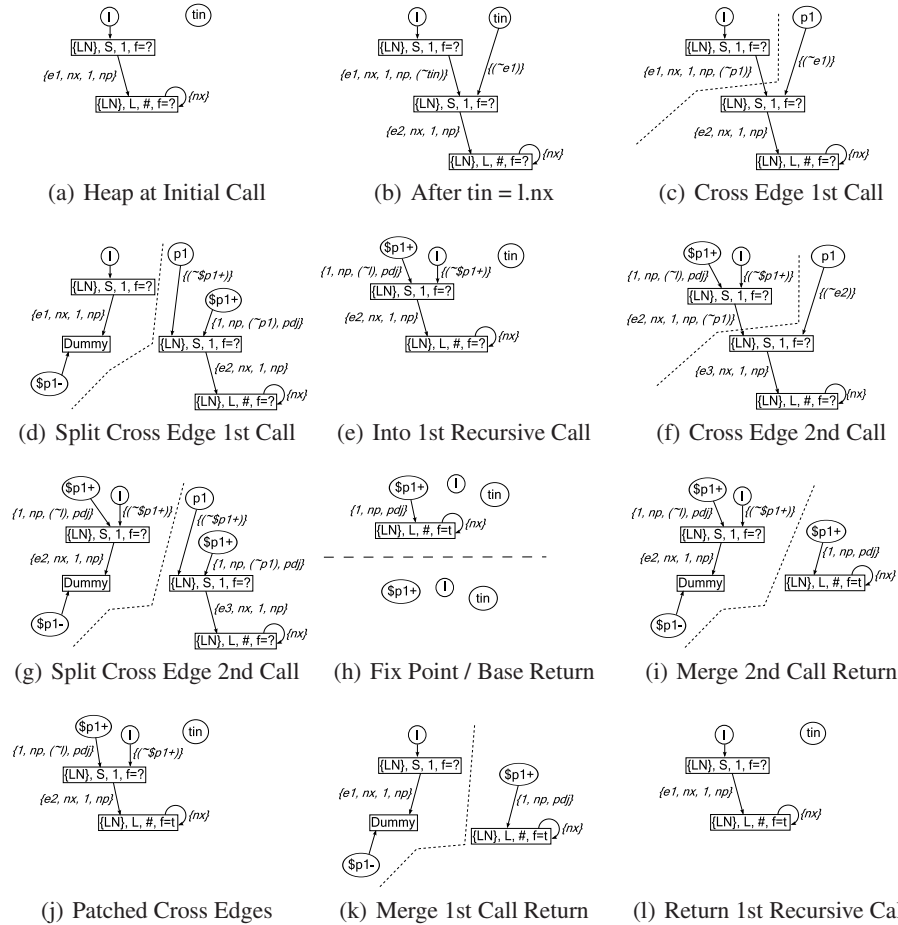 l
tin
{LN}, S, 1, f=?
{e1, nx, 1, np}
{LN}, L, #, f=?
{nx}
(a) Heap at Initial Call
l
tin
{LN}, S, 1, f=?
{e1, nx, 1, np, (~tin)}
{(~e1)}
{LN}, S, 1, f=?
{e2, nx, 1, np}
{LN}, L, #, f=?
{nx}
(b) After tin = l.nx
l
p1
{LN}, S, 1, f=?
{e1, nx, 1, np, (~p1)}
{(~e1)}
{LN}, S, 1, f=?
{e2, nx, 1, np}
{LN}, L, #, f=?
{nx}
(c) Cross Edge 1st Call
l
p1
{(~$p1+)}
{LN}, S, 1, f=?
$p1+
{e1, nx, 1, np}
{1, np, (~p1), pdj}
Dummy
{LN}, S, 1, f=?
$p1-
{e2, nx, 1, np}
{LN}, L, #, f=?
{nx}
(d) Split Cross Edge 1st Call
$p1+
l
tin
{1, np, (~l), pdj}
{(~$p1+)}
{LN}, S, 1, f=?
{e2, nx, 1, np}
{LN}, L, #, f=?
{nx}
(e) Into 1st Recursive Call
$p1+
l
p1
{1, np, (~l), pdj}
{(~$p1+)}
{LN}, S, 1, f=?
{e2, nx, 1, np, (~p1)}
{(~e2)}
{LN}, S, 1, f=?
{e3, nx, 1, np}
{LN}, L, #, f=?
{nx}
(f) Cross Edge 2nd Call
$p1+
l
p1
{1, np, (~l), pdj}
{(~$p1+)}
{(~$p1+)}
{LN}, S, 1, f=?
$p1+
{e2, nx, 1, np}
{1, np, (~p1), pdj}
Dummy
{LN}, S, 1, f=?
$p1-
{e3, nx, 1, np}
{LN}, L, #, f=?
{nx}
(g) Split Cross Edge 2nd Call
$p1+
l
tin
{1, np, pdj}
{LN}, L, #, f=t
{nx}
$p1+
l
tin
(h) Fix Point / Base Return
$p1+
l
{1, np, (~l), pdj}
{(~$p1+)}
{LN}, S, 1, f=?
$p1+
{e2, nx, 1, np}
{1, np, pdj}
Dummy
{LN}, L, #, f=t
{nx}
$p1-
(i) Merge 2nd Call Return
$p1+
l
tin
{1, np, (~l), pdj}
{(~$p1+)}
{LN}, S, 1, f=?
{e2, nx, 1, np}
{LN}, L, #, f=t
{nx}
(j) Patched Cross Edges
l
{LN}, S, 1, f=?
$p1+
{e1, nx, 1, np}
{1, np, pdj}
Dummy
{LN}, L, #, f=t
{nx}
$p1-
(k) Merge 1st Call Return
l
tin
{LN}, S, 1, f=?
{e1, nx, 1, np}
{LN}, L, #, f=t
{nx}
(l) Return 1st Recursive Cal